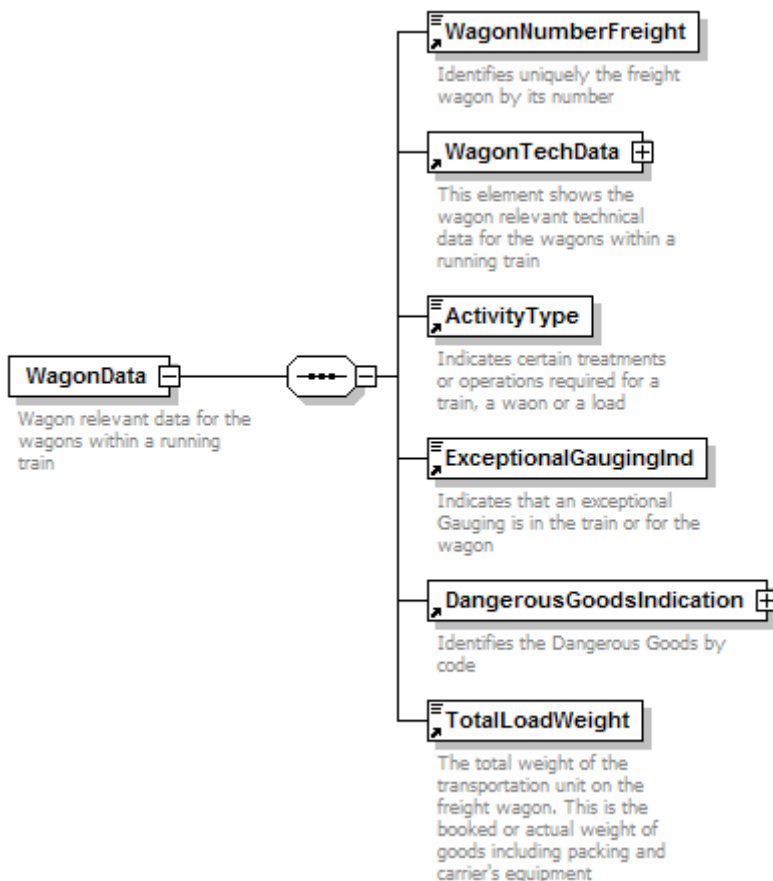 WagonNumberFreight
Identifies uniquely the freight
wagon by its number
WagonTechData
This element shows the
wagon relevant technical
data for the wagons within a
running train
ActivityType
Indicates certain treatments
or operations required for a
train, a waon or a load
WagonData
Wagon relevant data for the
wagons within a running
train
ExceptionalGaugingInd
Indicates that an exceptional
Gauging is in the train or for the
wagon
DangerousGoodsIndication
Identifies the Dangerous Goods by
code
TotalLoadWeight
The total weight of the
transportation unit on the
freight wagon. This is the
booked or actual weight of
goods including packing and
carrier's equipment